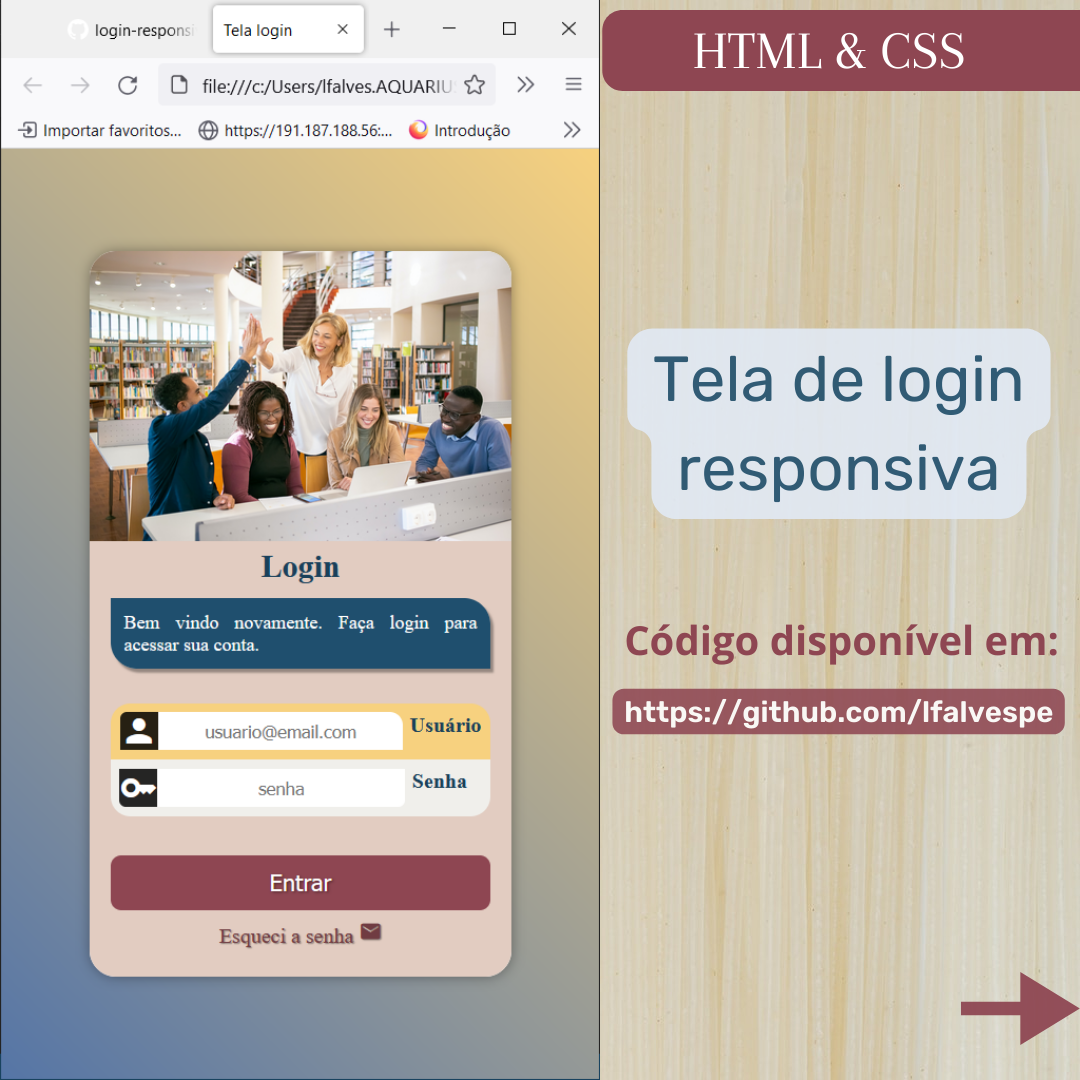 login-responsi
Tela login
file:///c:/Users/lfalves.AQUARIUS
Importar favoritos...
https://191.187.188.56:...
Introdução
Login
Bem vindo novamente. Faça login para
acessar sua conta.
usuario@email.com
Usuário
senha
Senha
Entrar
Esqueci a senha
HTML & CSS
Tela de login
responsiva
Código disponível em:
https://github.com/lfalvespe